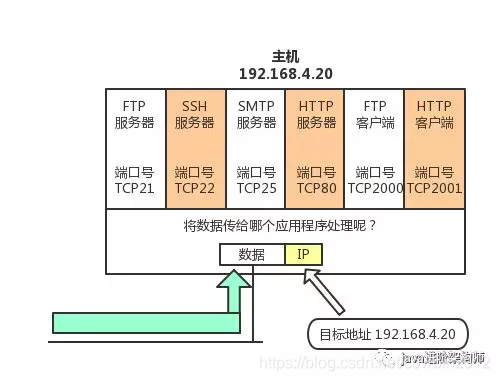 主机
192.168.4.20
FTP SSH SMTP HTTP FTP HTTP
服务器 服务器 服务器 服务器 客户端 客户端
端口号 端口号 端口号 端口号 端口号 端口号
TCP21 TCP22 TCP25 TCP80 TCP2000 TCP2001
将数据传给哪个应用程序处理呢？
数据 IP
目标地址 192.168.4.20
java进阶架构师
https://blog.csdn.net